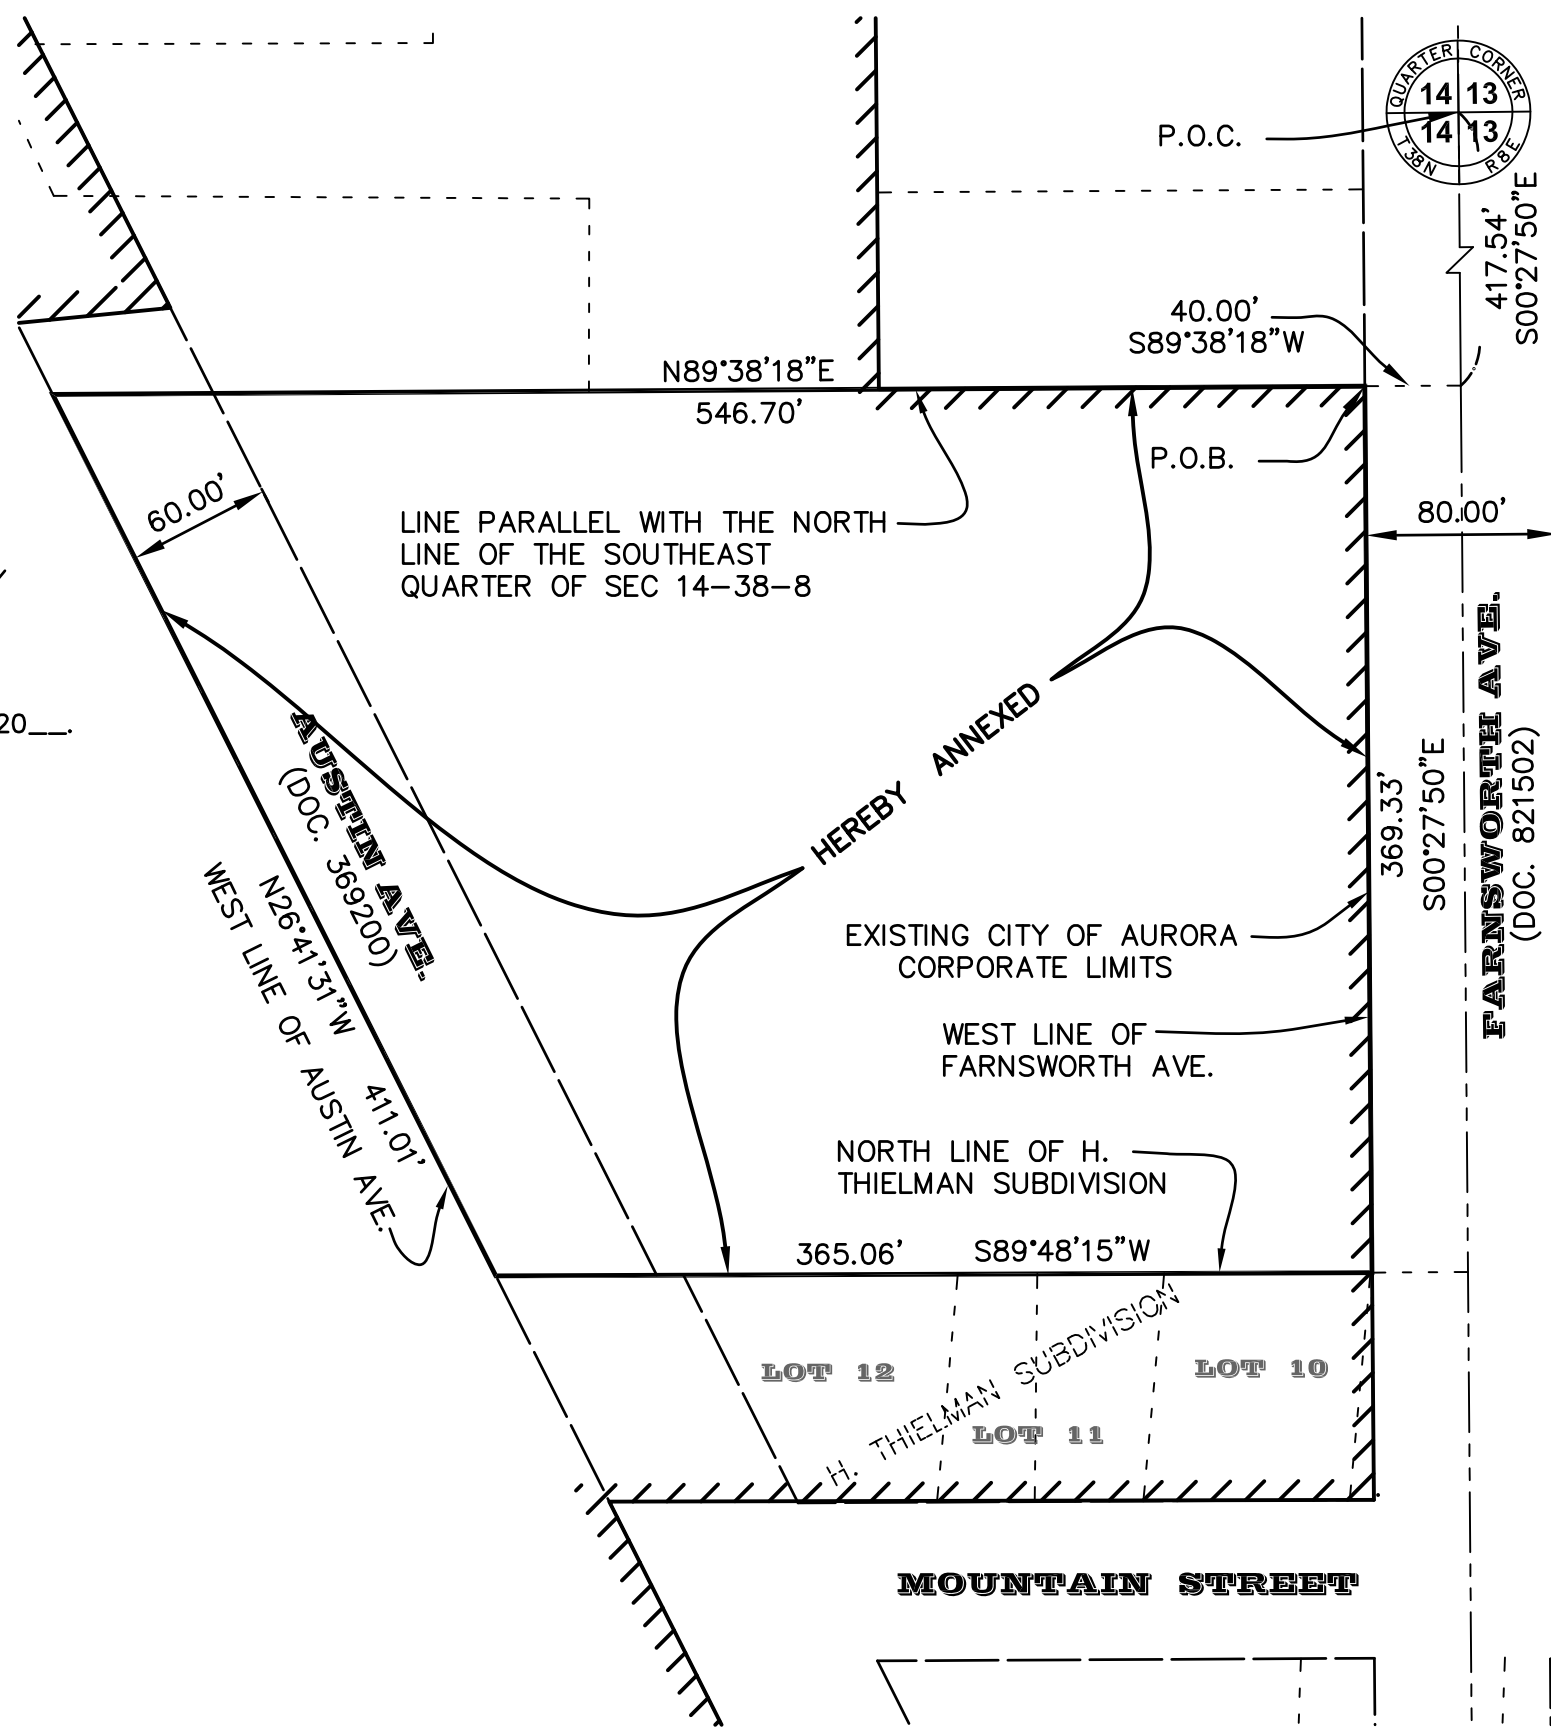 QUARTER CORNER
14 13
14 13
T38N R8E
P.O.C.
417.54'
S00°27'50"E
40.00'
S89°38'18"W
N89°38'18"E
546.70'
P.O.B.
60.00'
80.00'
LINE PARALLEL WITH THE NORTH
LINE OF THE SOUTHEAST
QUARTER OF SEC 14-38-8
20__.
HEREBY ANNEXED
AUSTIN AVE.
(DOC. 369200)
N26°41'31"W 411.01'
WEST LINE OF AUSTIN AVE.
369.33'
S00°27'50"E
FARNSWORTH AVE.
(DOC. 821502)
EXISTING CITY OF AURORA
CORPORATE LIMITS
WEST LINE OF
FARNSWORTH AVE.
NORTH LINE OF H.
THIELMAN SUBDIVISION
365.06' S89°48'15"W
H. THIELMAN SUBDIVISION
LOT 12
LOT 10
LOT 11
MOUNTAIN STREET